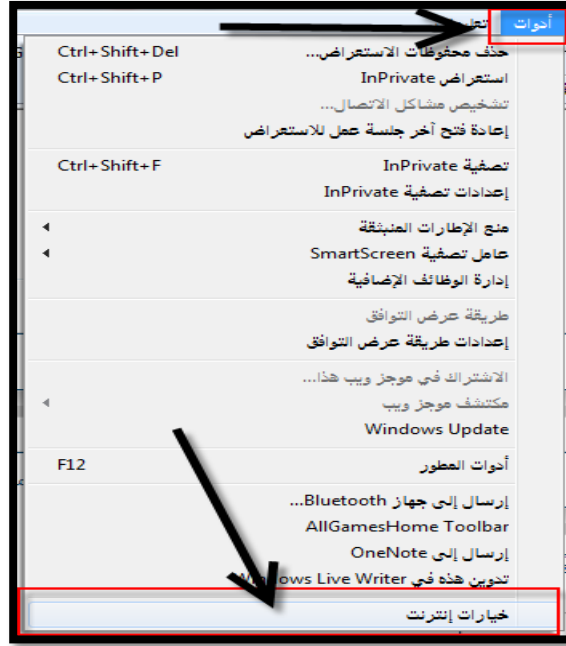 أدوات
حذف محفوظات الاستعراض... Ctrl+Shift+Del
استعراض InPrivate Ctrl+Shift+P
تشخيص مشاكل الاتصال...
إعادة فتح آخر جلسة عمل للاستعراض
تصفية InPrivate Ctrl+Shift+F
إعدادات تصفية InPrivate
منع الإطارات المنبثقة
عامل تصفية SmartScreen
إدارة الوظائف الإضافية
طريقة عرض التوافق
إعدادات طريقة عرض التوافق
الاشتراك في موجز ويب هذا...
مكتشف موجز ويب
Windows Update
أدوات المطور F12
إرسال إلى جهاز Bluetooth...
AllGamesHome Toolbar
إرسال إلى OneNote
تدوين هذه في Windows Live Writer
خيارات إنترنت